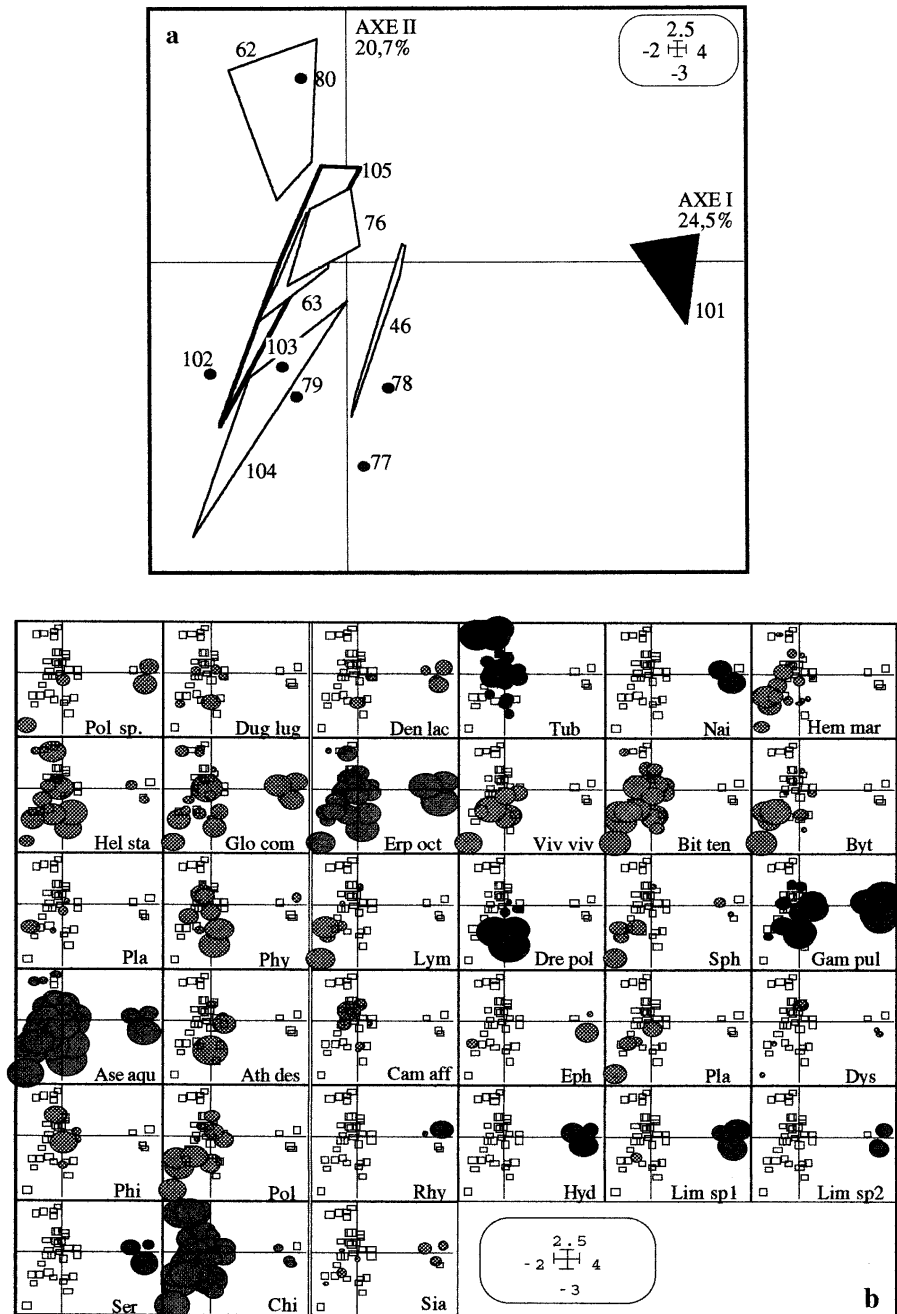 a
AXE II
20,7%
2.5
-2 4
-3
62
80
105
76
AXE I
24,5%
101
63
46
102
103
79
78
104
77
Pol sp. Dug lug Den lac Tub Nai Hem mar
Hel sta Glo com Erp oct Viv viv Bit ten Byt
Pla Phy Lym Dre pol Sph Gam pul
Ase aqu Ath des Cam aff Eph Pla Dys
Phi Pol Rhy Hyd Lim sp1 Lim sp2
2.5
-2 4
-3
Ser Chi Sia b